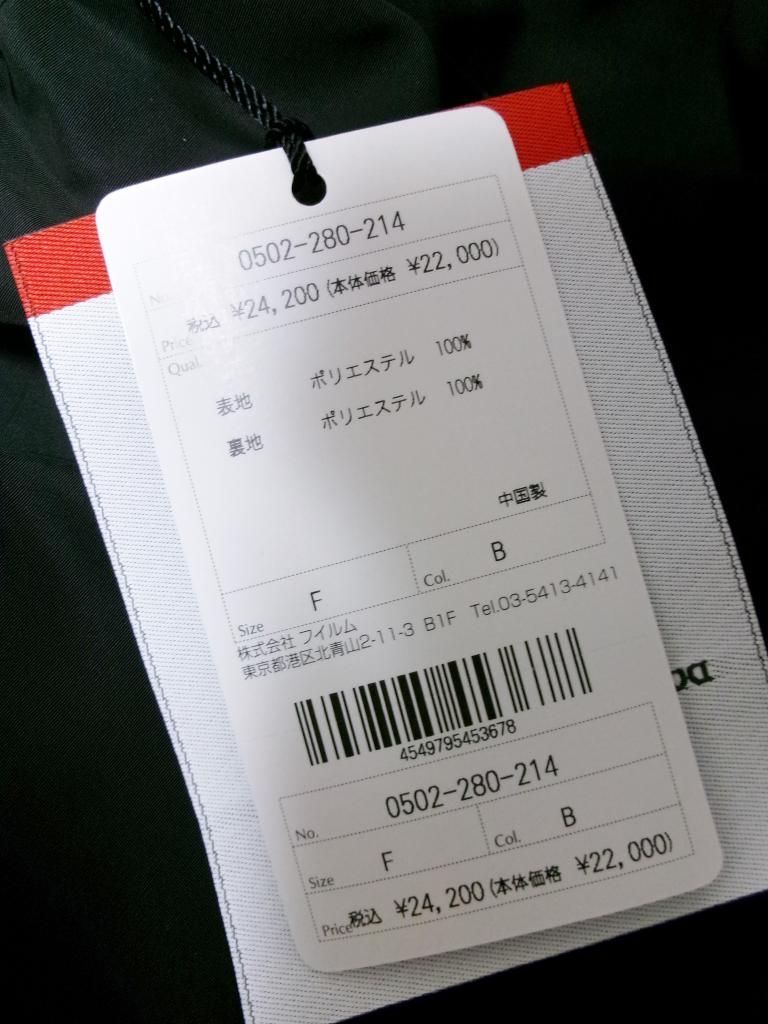 No. 0502-280-214
Price 税込 ¥24,200 (本体価格 ¥22,000)
Qual.
表地 ポリエステル 100%
裏地 ポリエステル 100%
中国製
Size F Col. B
株式会社 フイルム
東京都港区北青山2-11-3 B1F Tel.03-5413-4141
4549795453678
No. 0502-280-214
Size F Col. B
Price 税込 ¥24,200 (本体価格 ¥22,000)